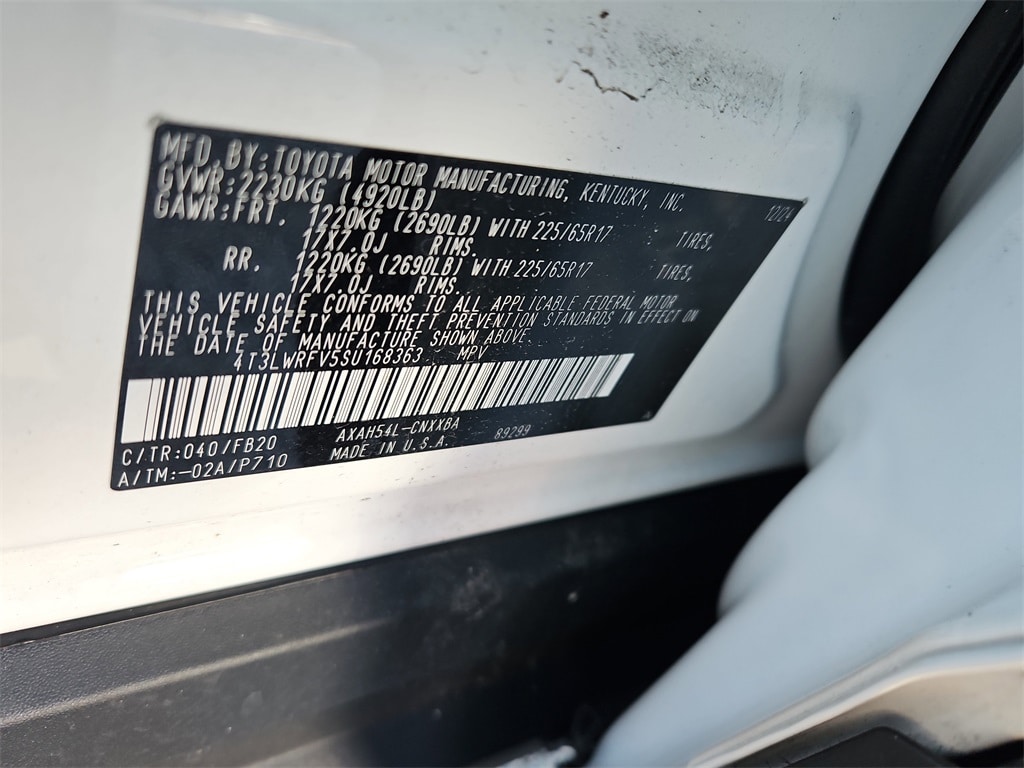 MFD. BY: TOYOTA MOTOR MANUFACTURING, KENTUCKY, INC. 12/24
GVWR: 2230KG (4920LB)
GAWR: FRT. 1220KG (2690LB) WITH 225/65R17 TIRES,
17X7.0J RIMS.
RR. 1220KG (2690LB) WITH 225/65R17 TIRES,
17X7.0J RIMS.
THIS VEHICLE CONFORMS TO ALL APPLICABLE FEDERAL MOTOR
VEHICLE SAFETY AND THEFT PREVENTION STANDARDS IN EFFECT ON
THE DATE OF MANUFACTURE SHOWN ABOVE.
4T3LWRFV5SU168363 MPV
C/TR:040/FB20 AXAH54L-CNXXBA 89299
A/TM:-02A/P710 MADE IN U.S.A.